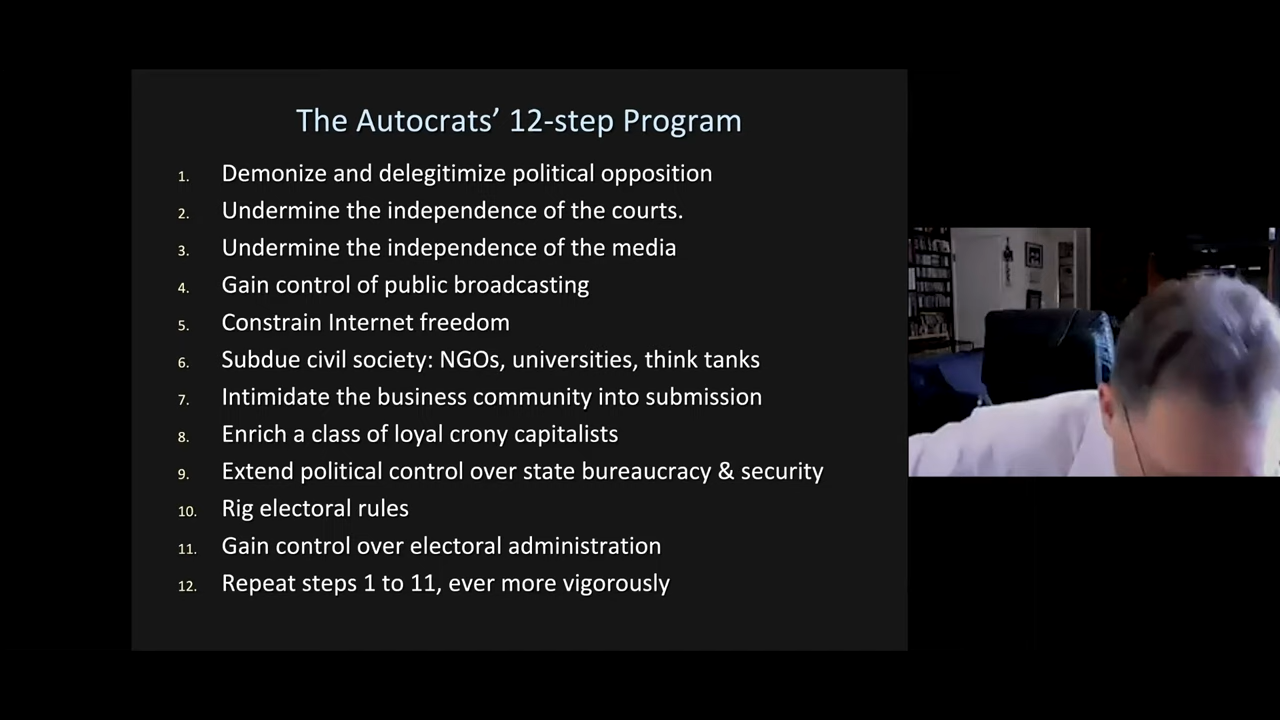 The Autocrats’ 12-step Program
1. Demonize and delegitimize political opposition
2. Undermine the independence of the courts.
3. Undermine the independence of the media
4. Gain control of public broadcasting
5. Constrain Internet freedom
6. Subdue civil society: NGOs, universities, think tanks
7. Intimidate the business community into submission
8. Enrich a class of loyal crony capitalists
9. Extend political control over state bureaucracy & security
10. Rig electoral rules
11. Gain control over electoral administration
12. Repeat steps 1 to 11, ever more vigorously